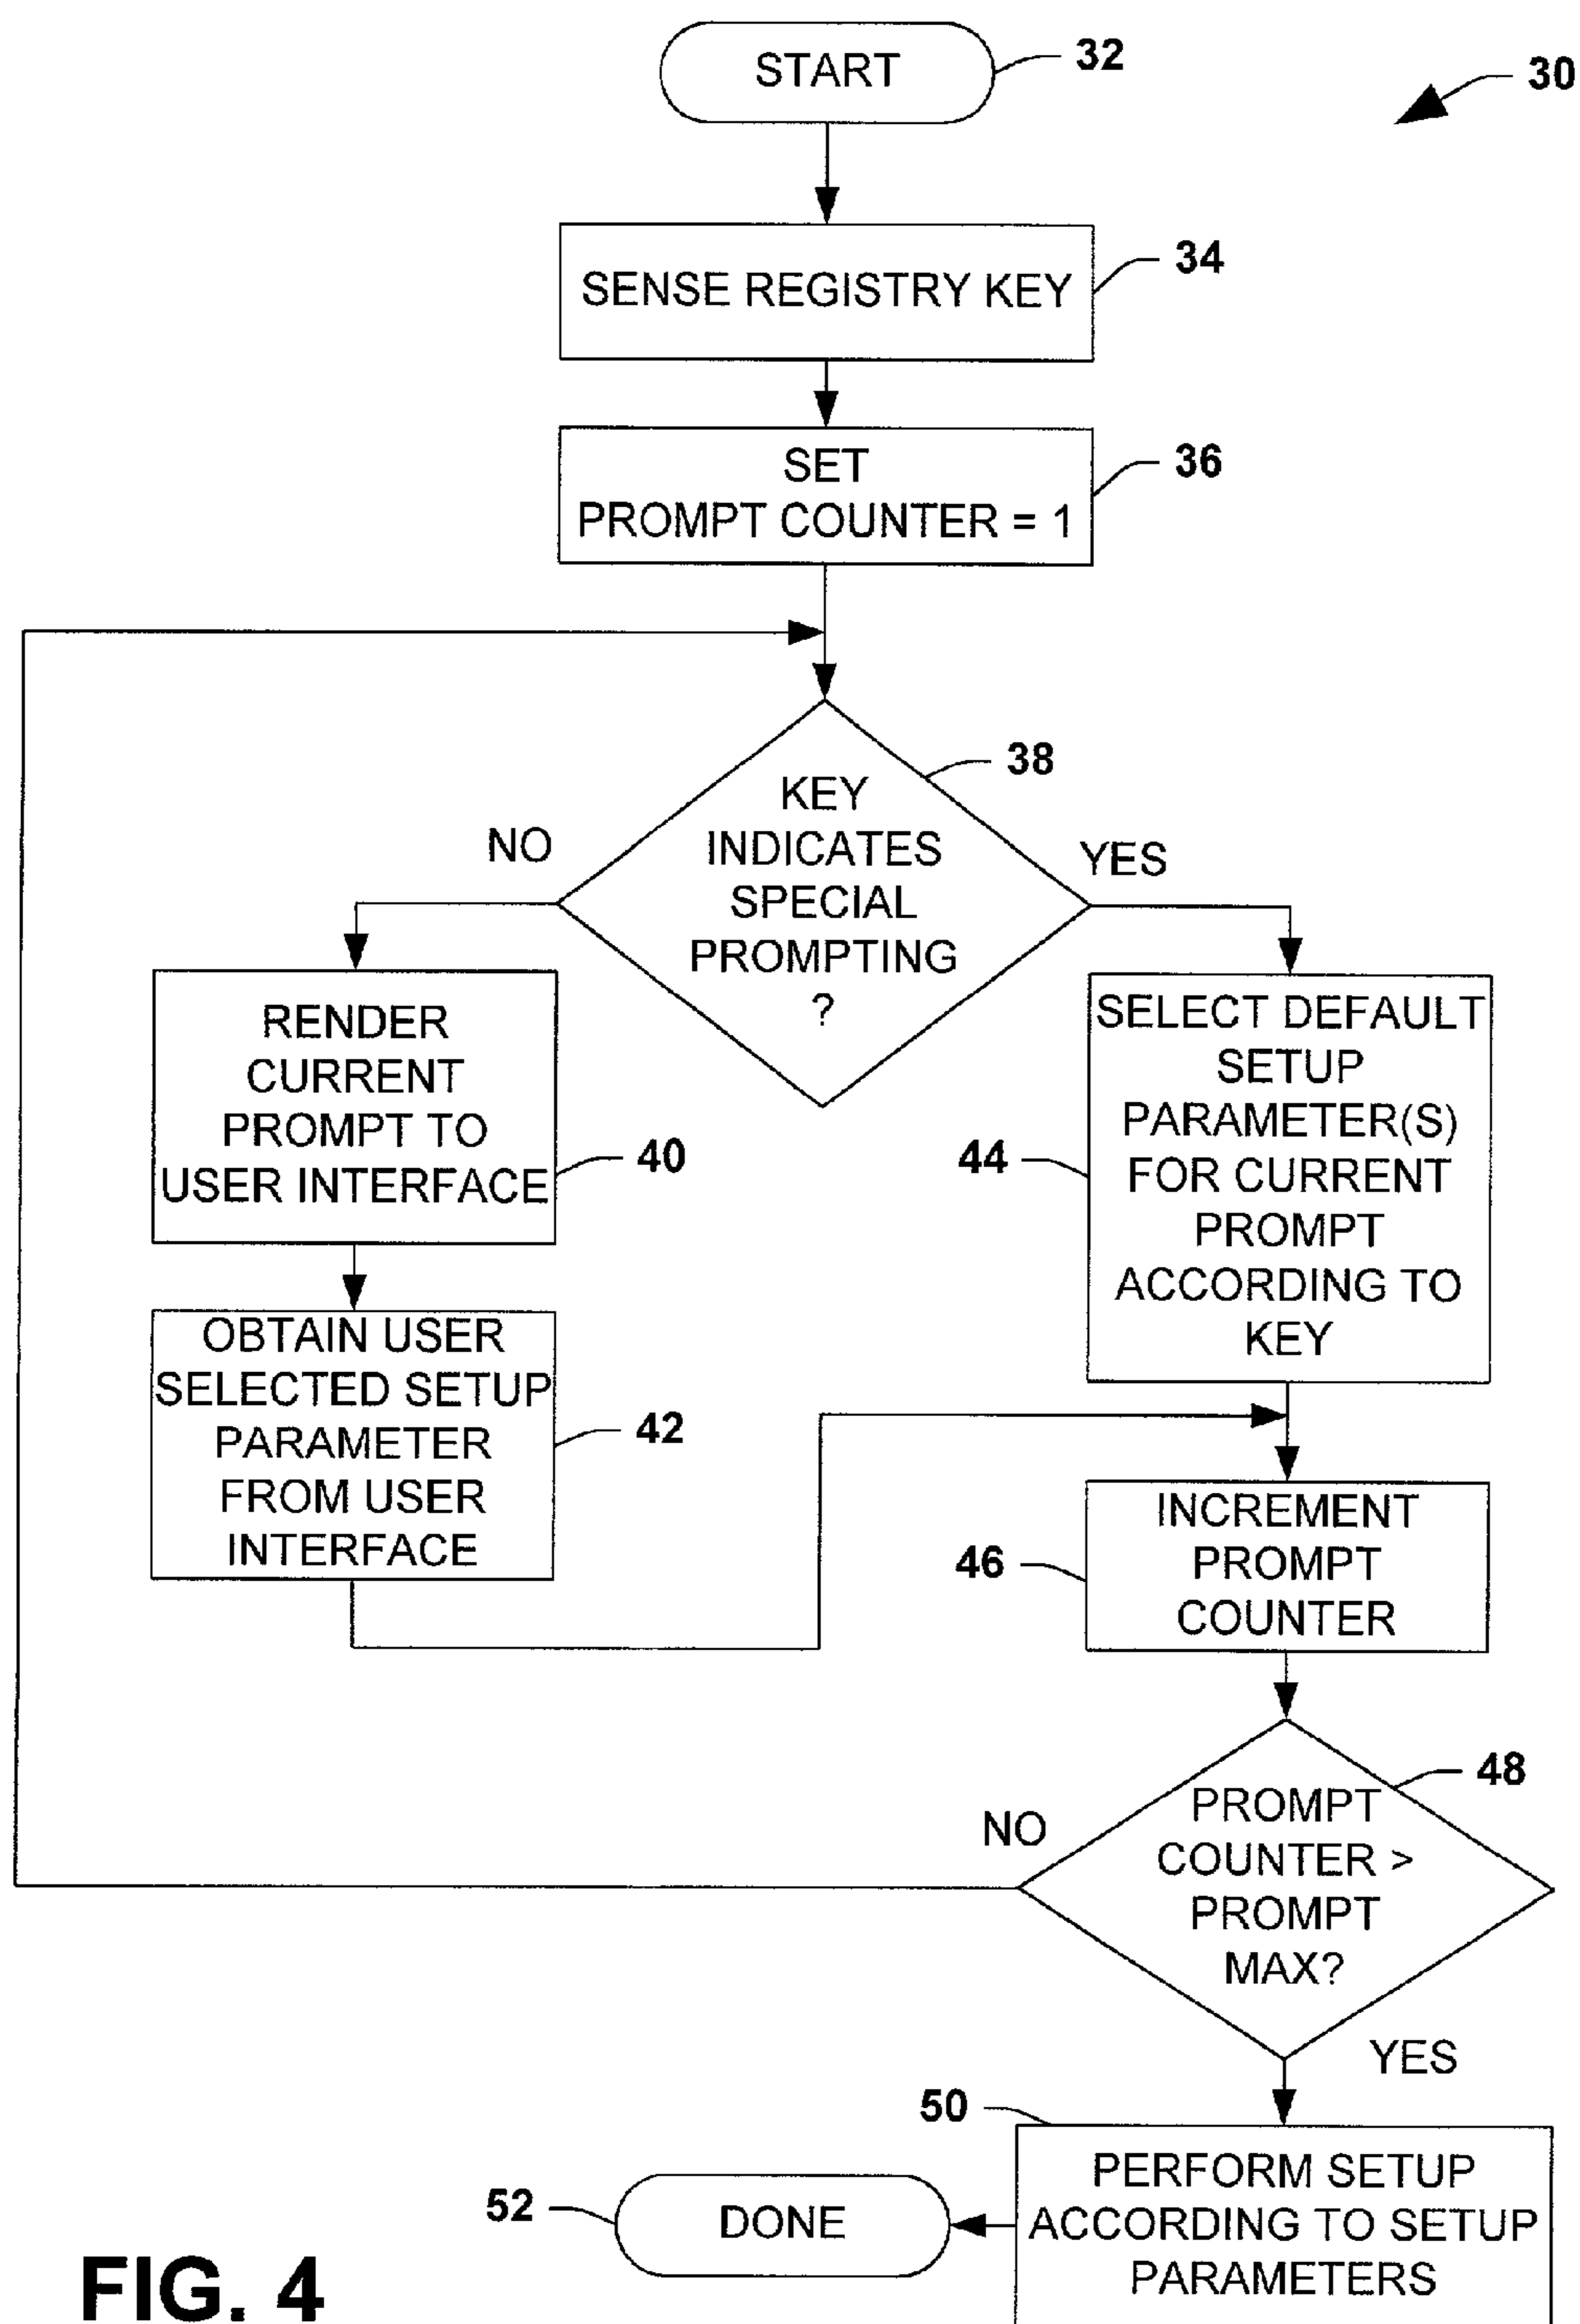 START
32
30
SENSE REGISTRY KEY
34
SET
PROMPT COUNTER = 1
36
KEY
INDICATES
SPECIAL
PROMPTING
?
38
NO
YES
RENDER
CURRENT
PROMPT TO
USER INTERFACE
40
SELECT DEFAULT
SETUP
PARAMETER(S)
FOR CURRENT
PROMPT
ACCORDING TO
KEY
44
OBTAIN USER
SELECTED SETUP
PARAMETER
FROM USER
INTERFACE
42
INCREMENT
PROMPT
COUNTER
46
PROMPT
COUNTER >
PROMPT
MAX?
48
NO
YES
50
PERFORM SETUP
ACCORDING TO SETUP
PARAMETERS
52
DONE
FIG. 4